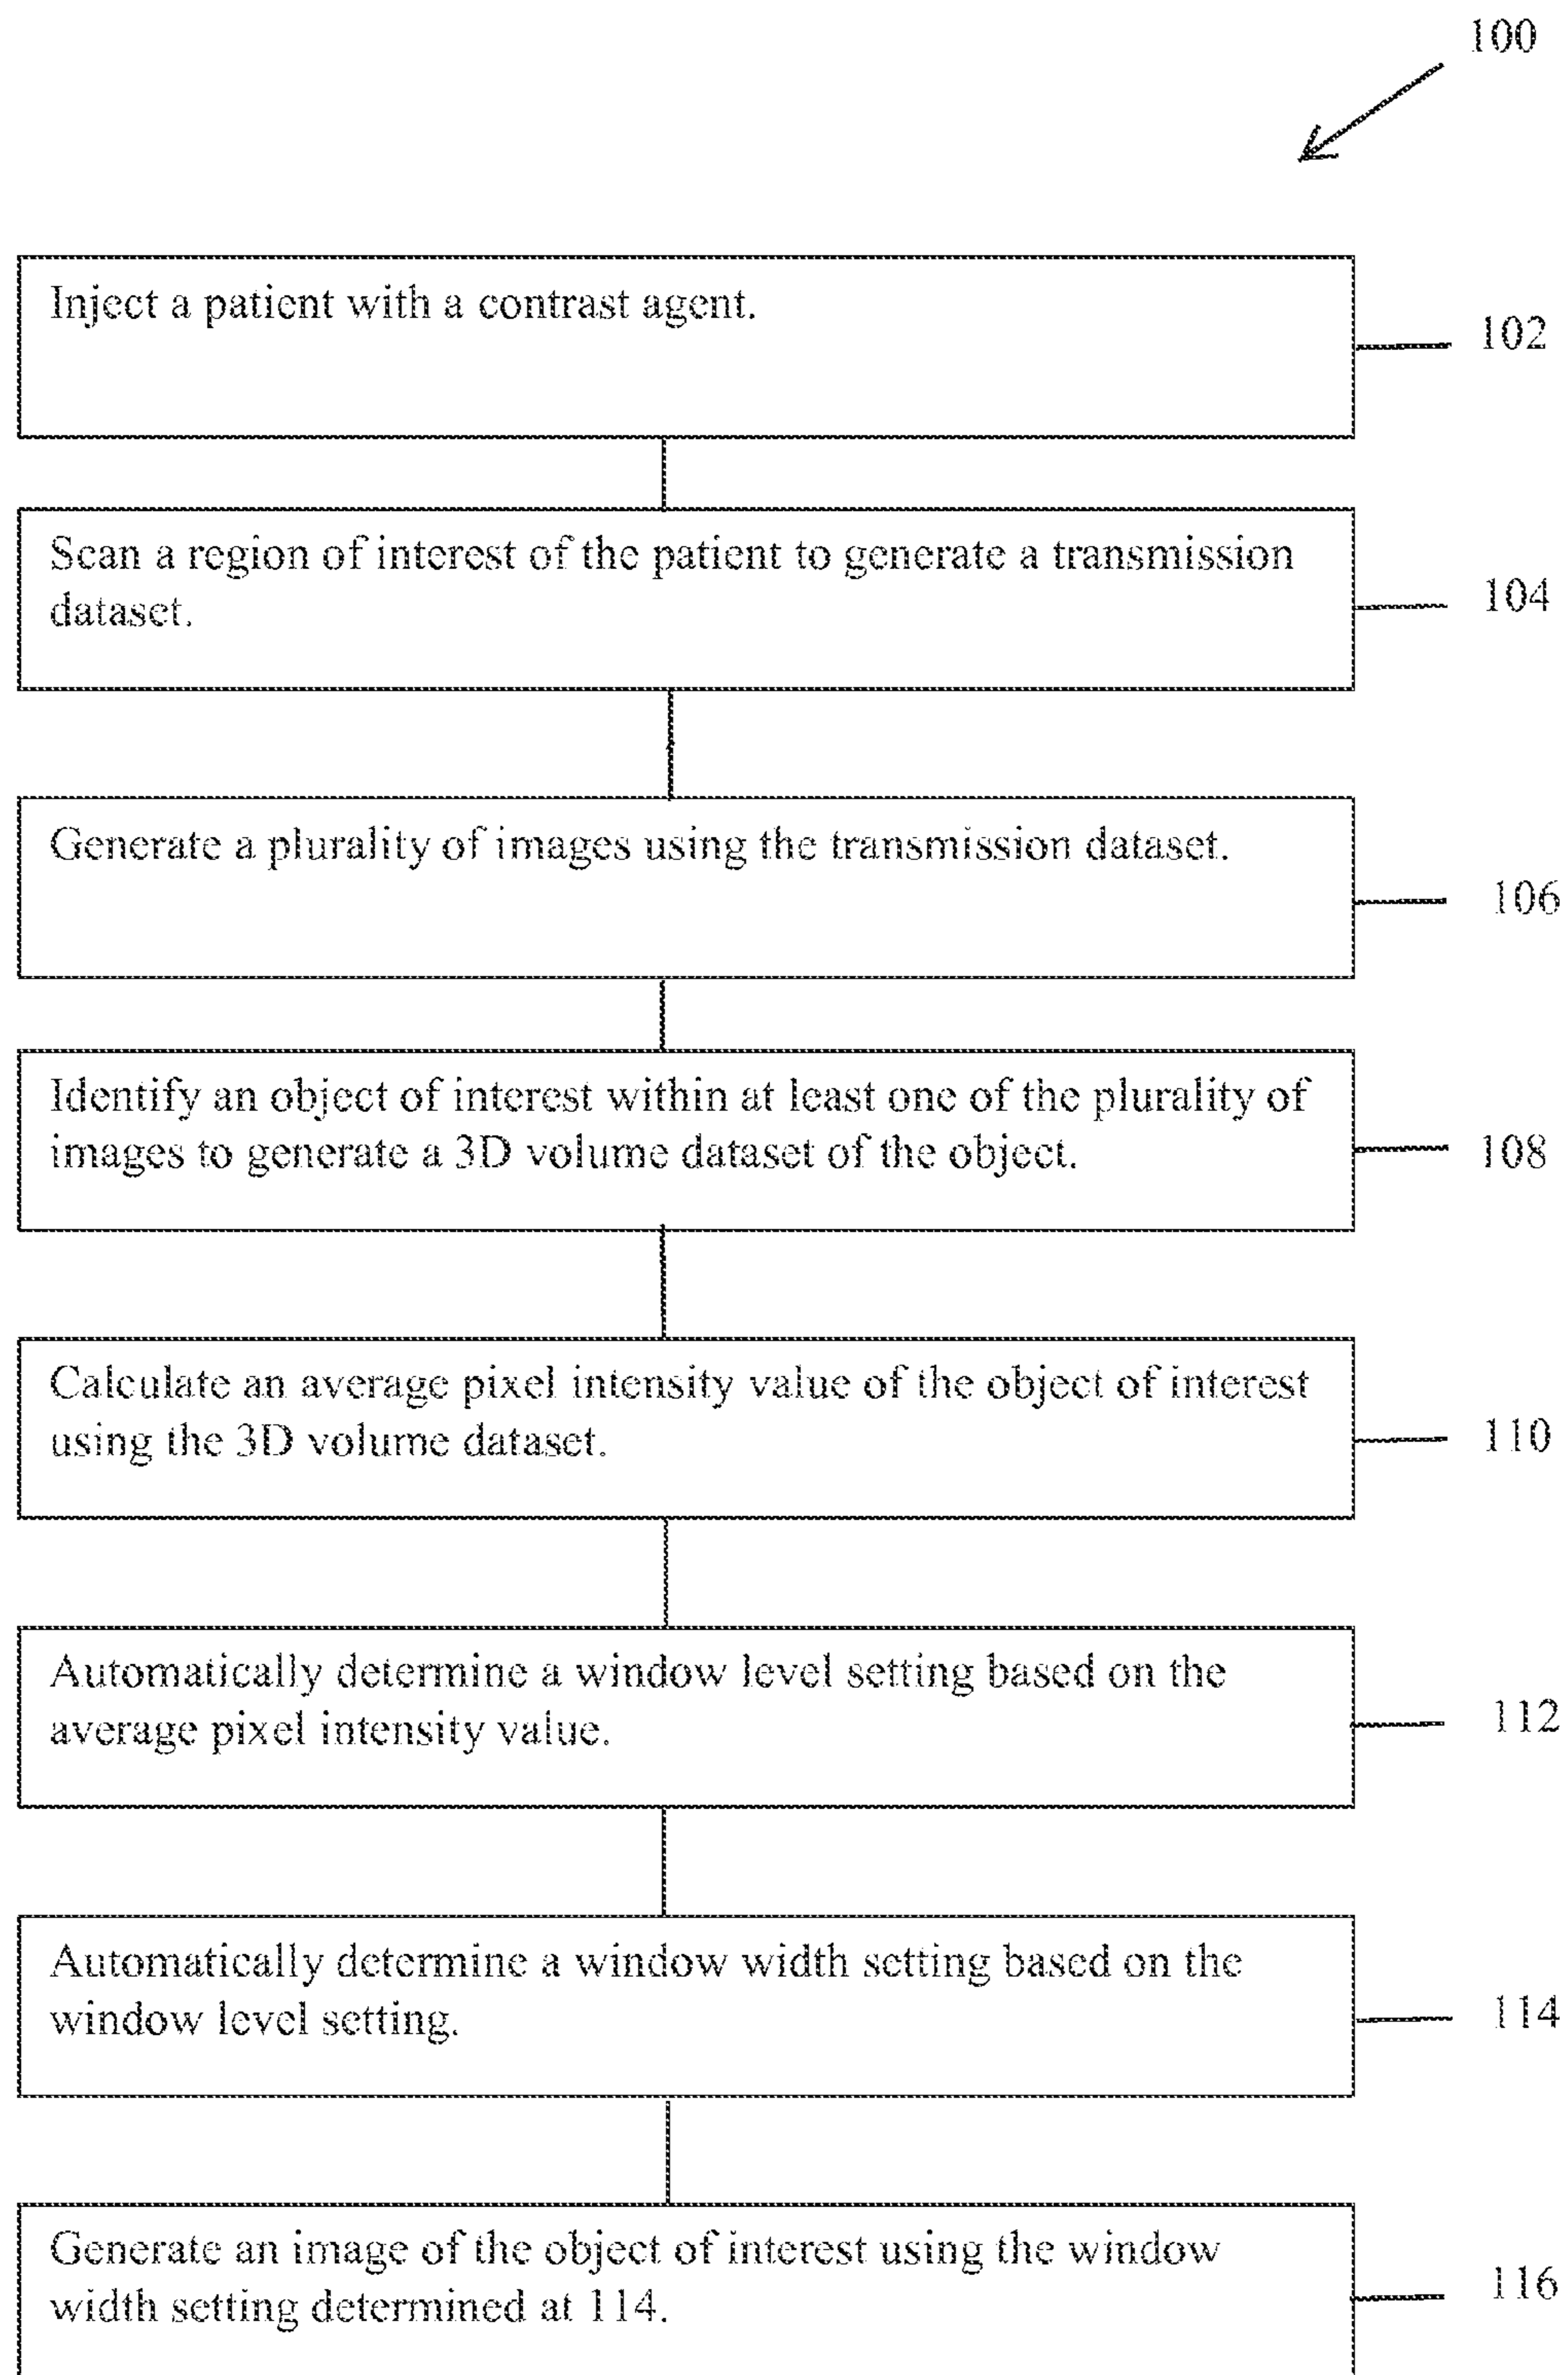 100
Inject a patient with a contrast agent.
102
Scan a region of interest of the patient to generate a transmission
dataset.
104
Generate a plurality of images using the transmission dataset.
106
Identify an object of interest within at least one of the plurality of
images to generate a 3D volume dataset of the object.
108
Calculate an average pixel intensity value of the object of interest
using the 3D volume dataset.
110
Automatically determine a window level setting based on the
average pixel intensity value.
112
Automatically determine a window width setting based on the
window level setting.
114
Generate an image of the object of interest using the window
width setting determined at 114.
116